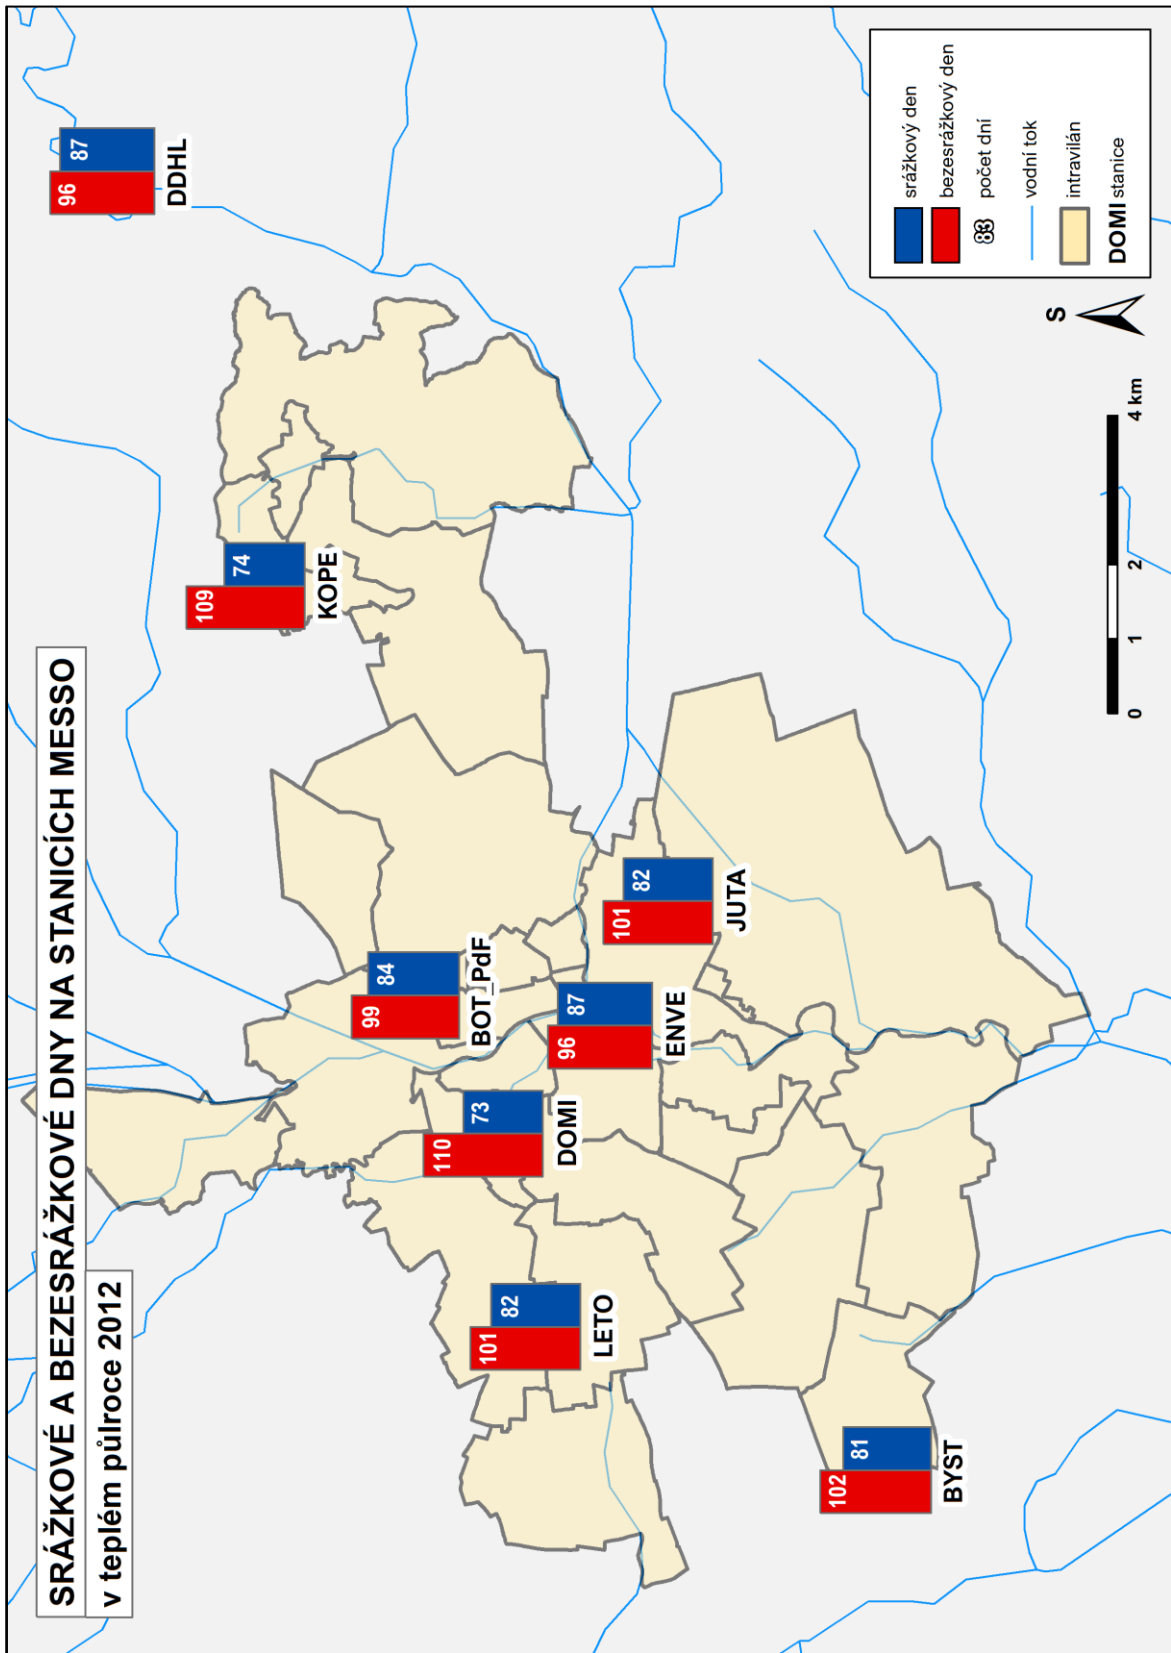 SRÁŽKOVÉ A BEZESRÁŽKOVÉ DNY NA STANICÍCH MESSO
v teplém půlroce 2012
96
87
DDHL
109
74
KOPE
99
84
BOT_PdF
110
73
DOMI
101
82
LETO
96
87
ENVE
101
82
JUTA
102
81
BYST
srážkový den
bezesrážkový den
83 počet dní
vodní tok
intravilán
DOMI stanice
S
0 1 2 4 km